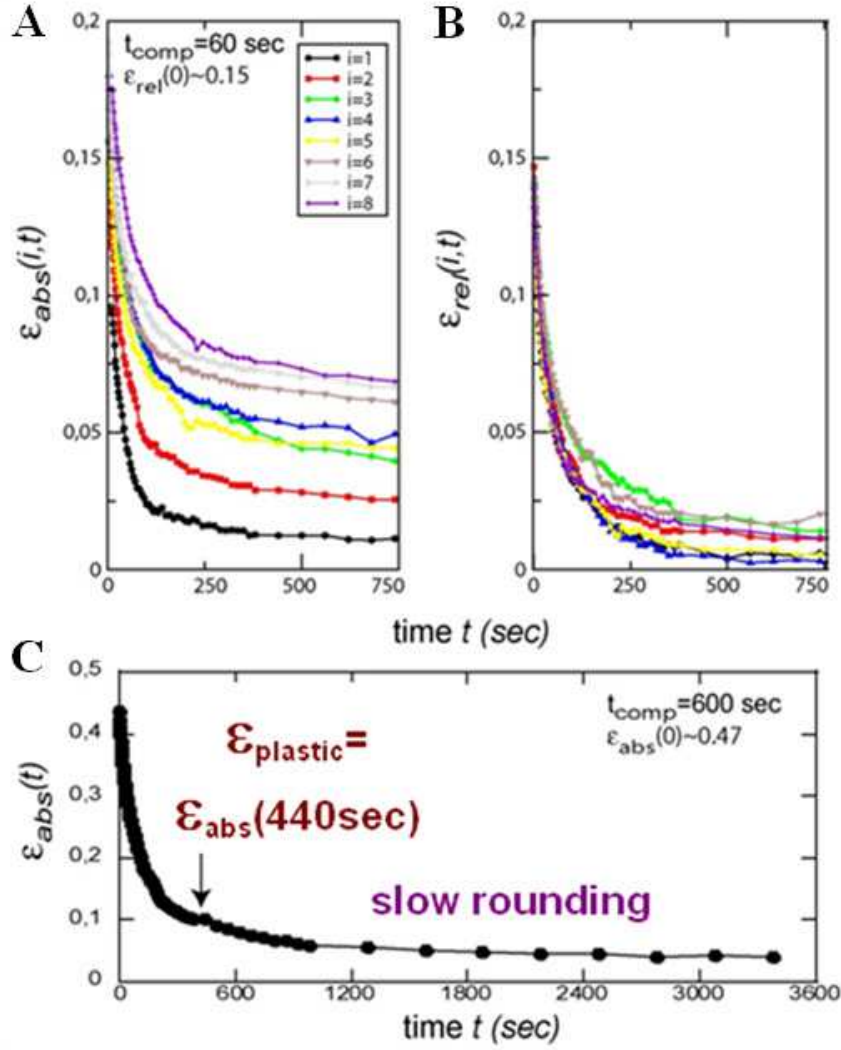 A
0,2
0,15
0,1
0,05
0
ε_abs(i,t)
t_comp=60 sec
ε_rel(0)~0.15
i=1
i=2
i=3
i=4
i=5
i=6
i=7
i=8
0 250 500 750
B
0,2
0,15
0,1
0,05
0
ε_rel(i,t)
0 250 500 750
time t (sec)
C
0,5
0,4
0,3
0,2
0,1
0
ε_abs(t)
t_comp=600 sec
ε_abs(0)~0.47
ε_plastic=
ε_abs(440sec)
slow rounding
0 600 1200 1800 2400 3000 3600
time t (sec)